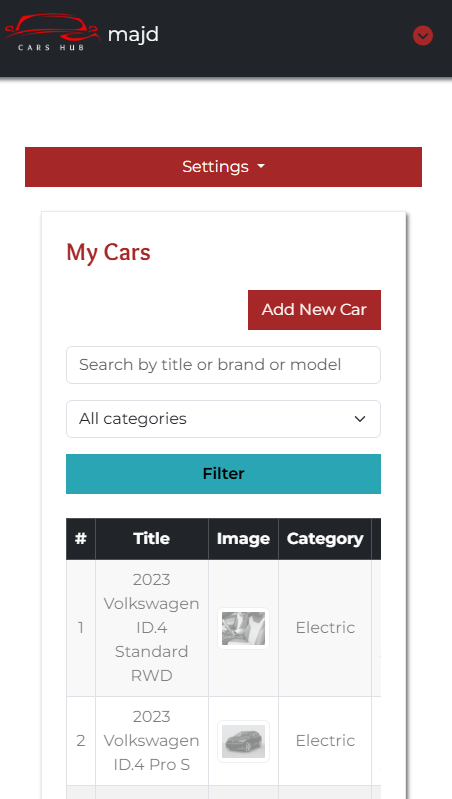 CARS HUB majd
Settings
My Cars
Add New Car
Search by title or brand or model
All categories
Filter
# Title Image Category
1 2023 Volkswagen ID.4 Standard RWD Electric
2 2023 Volkswagen ID.4 Pro S Electric